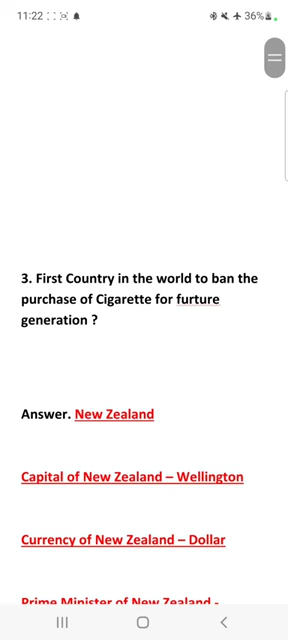 11:22 36%
3. First Country in the world to ban the
purchase of Cigarette for furture
generation ?
Answer. New Zealand
Capital of New Zealand – Wellington
Currency of New Zealand – Dollar
Prime Minister of New Zealand -